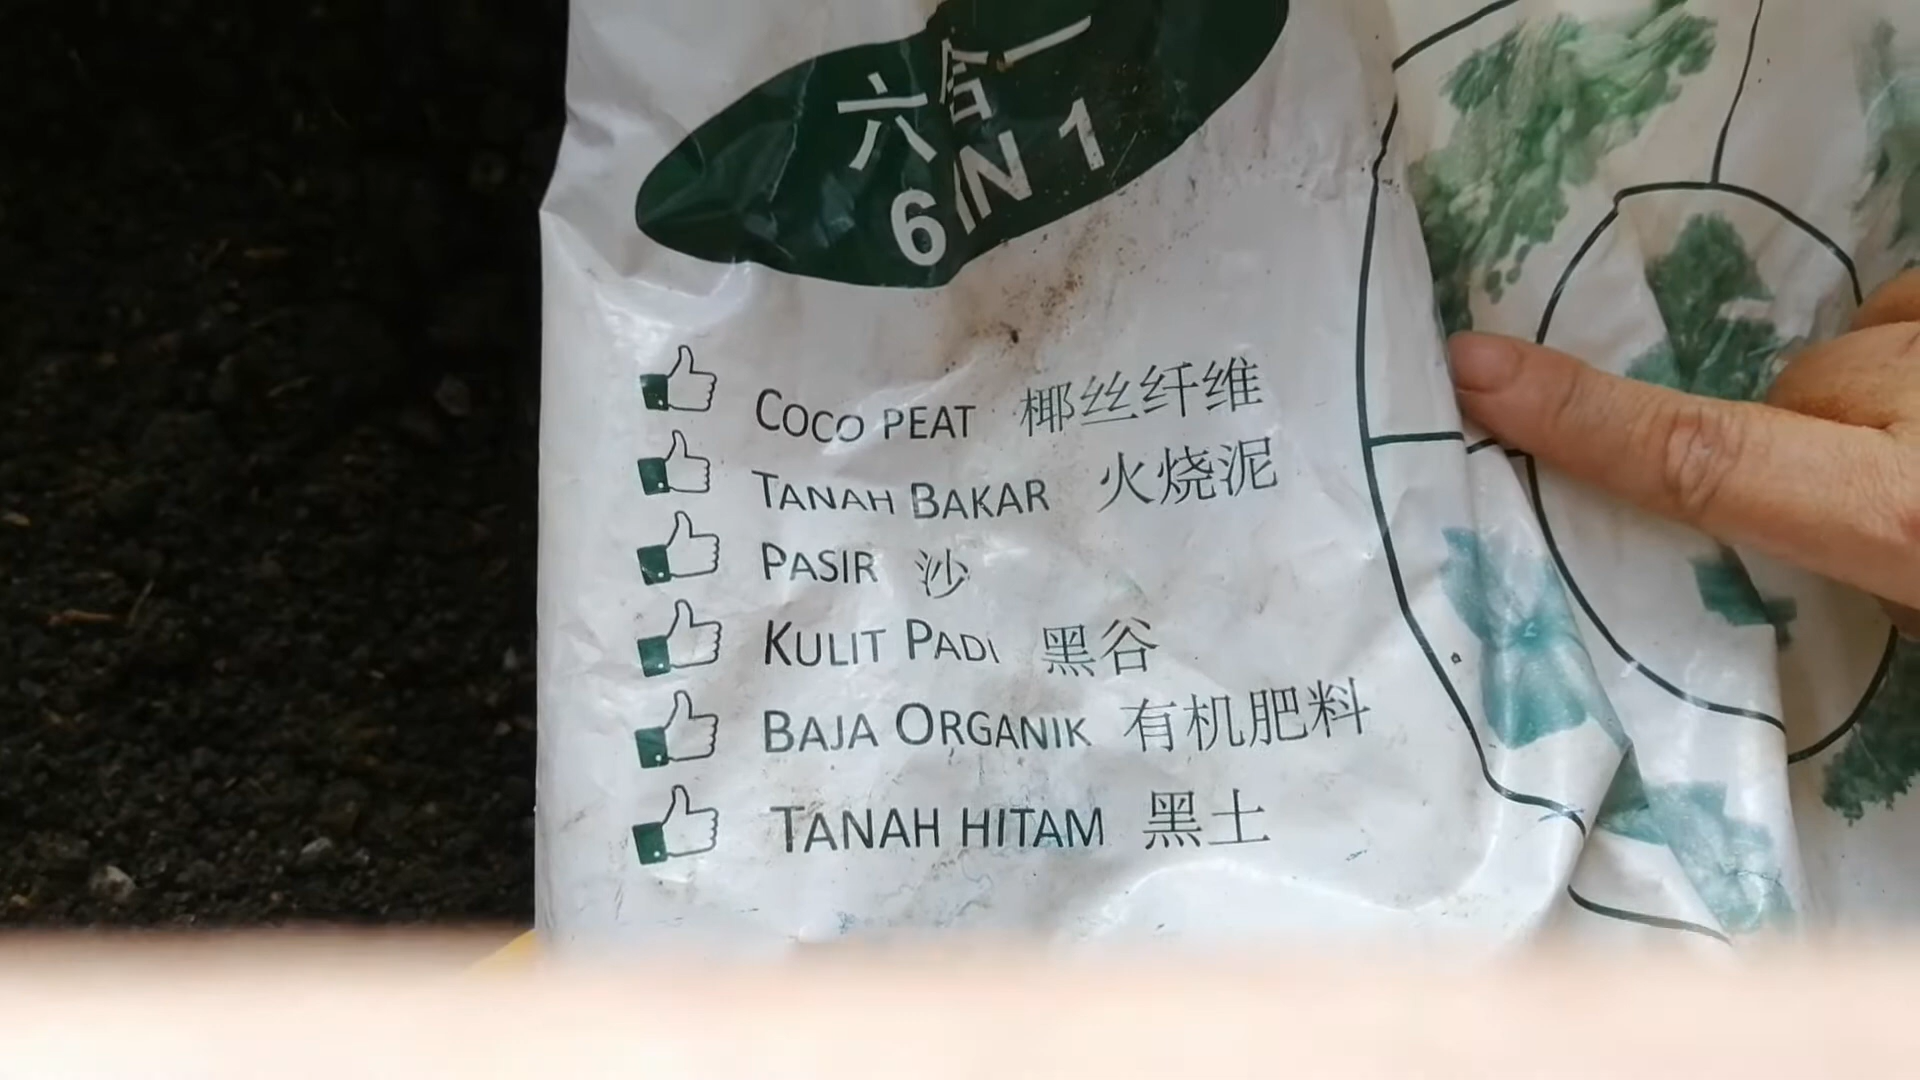 六合一
6 IN 1
COCO PEAT 椰丝纤维
TANAH BAKAR 火烧泥
PASIR 沙
KULIT PADI 黑谷
BAJA ORGANIK 有机肥料
TANAH HITAM 黑土